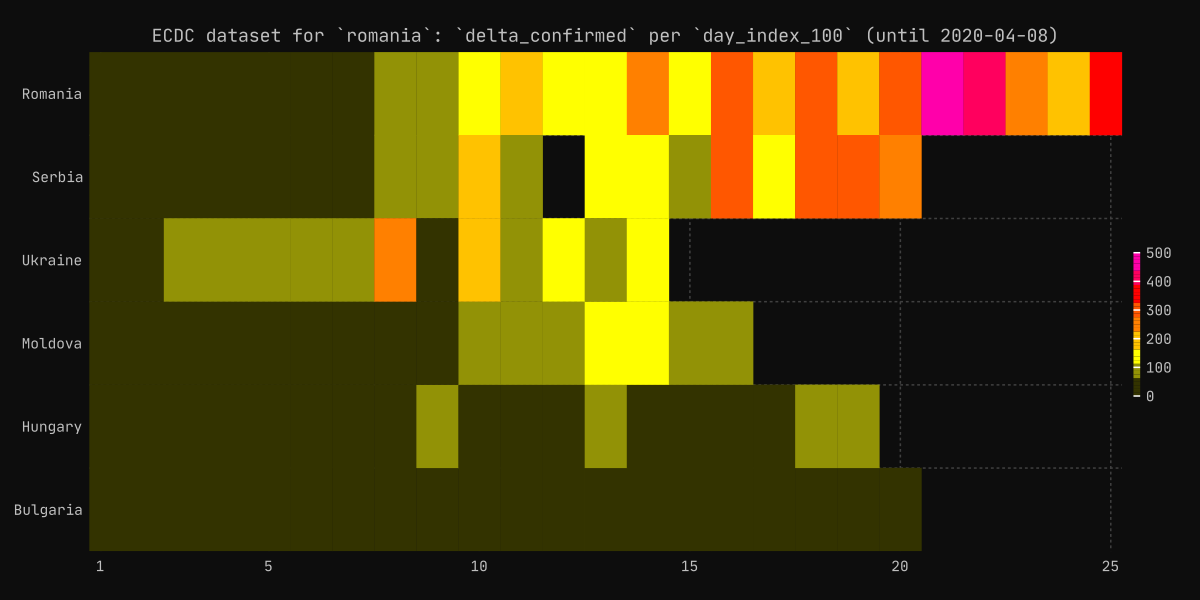 ECDC dataset for `romania`: `delta_confirmed` per `day_index_100` (until 2020-04-08)
Romania
Serbia
Ukraine
Moldova
Hungary
Bulgaria
1 5 10 15 20 25
500
400
300
200
100
0